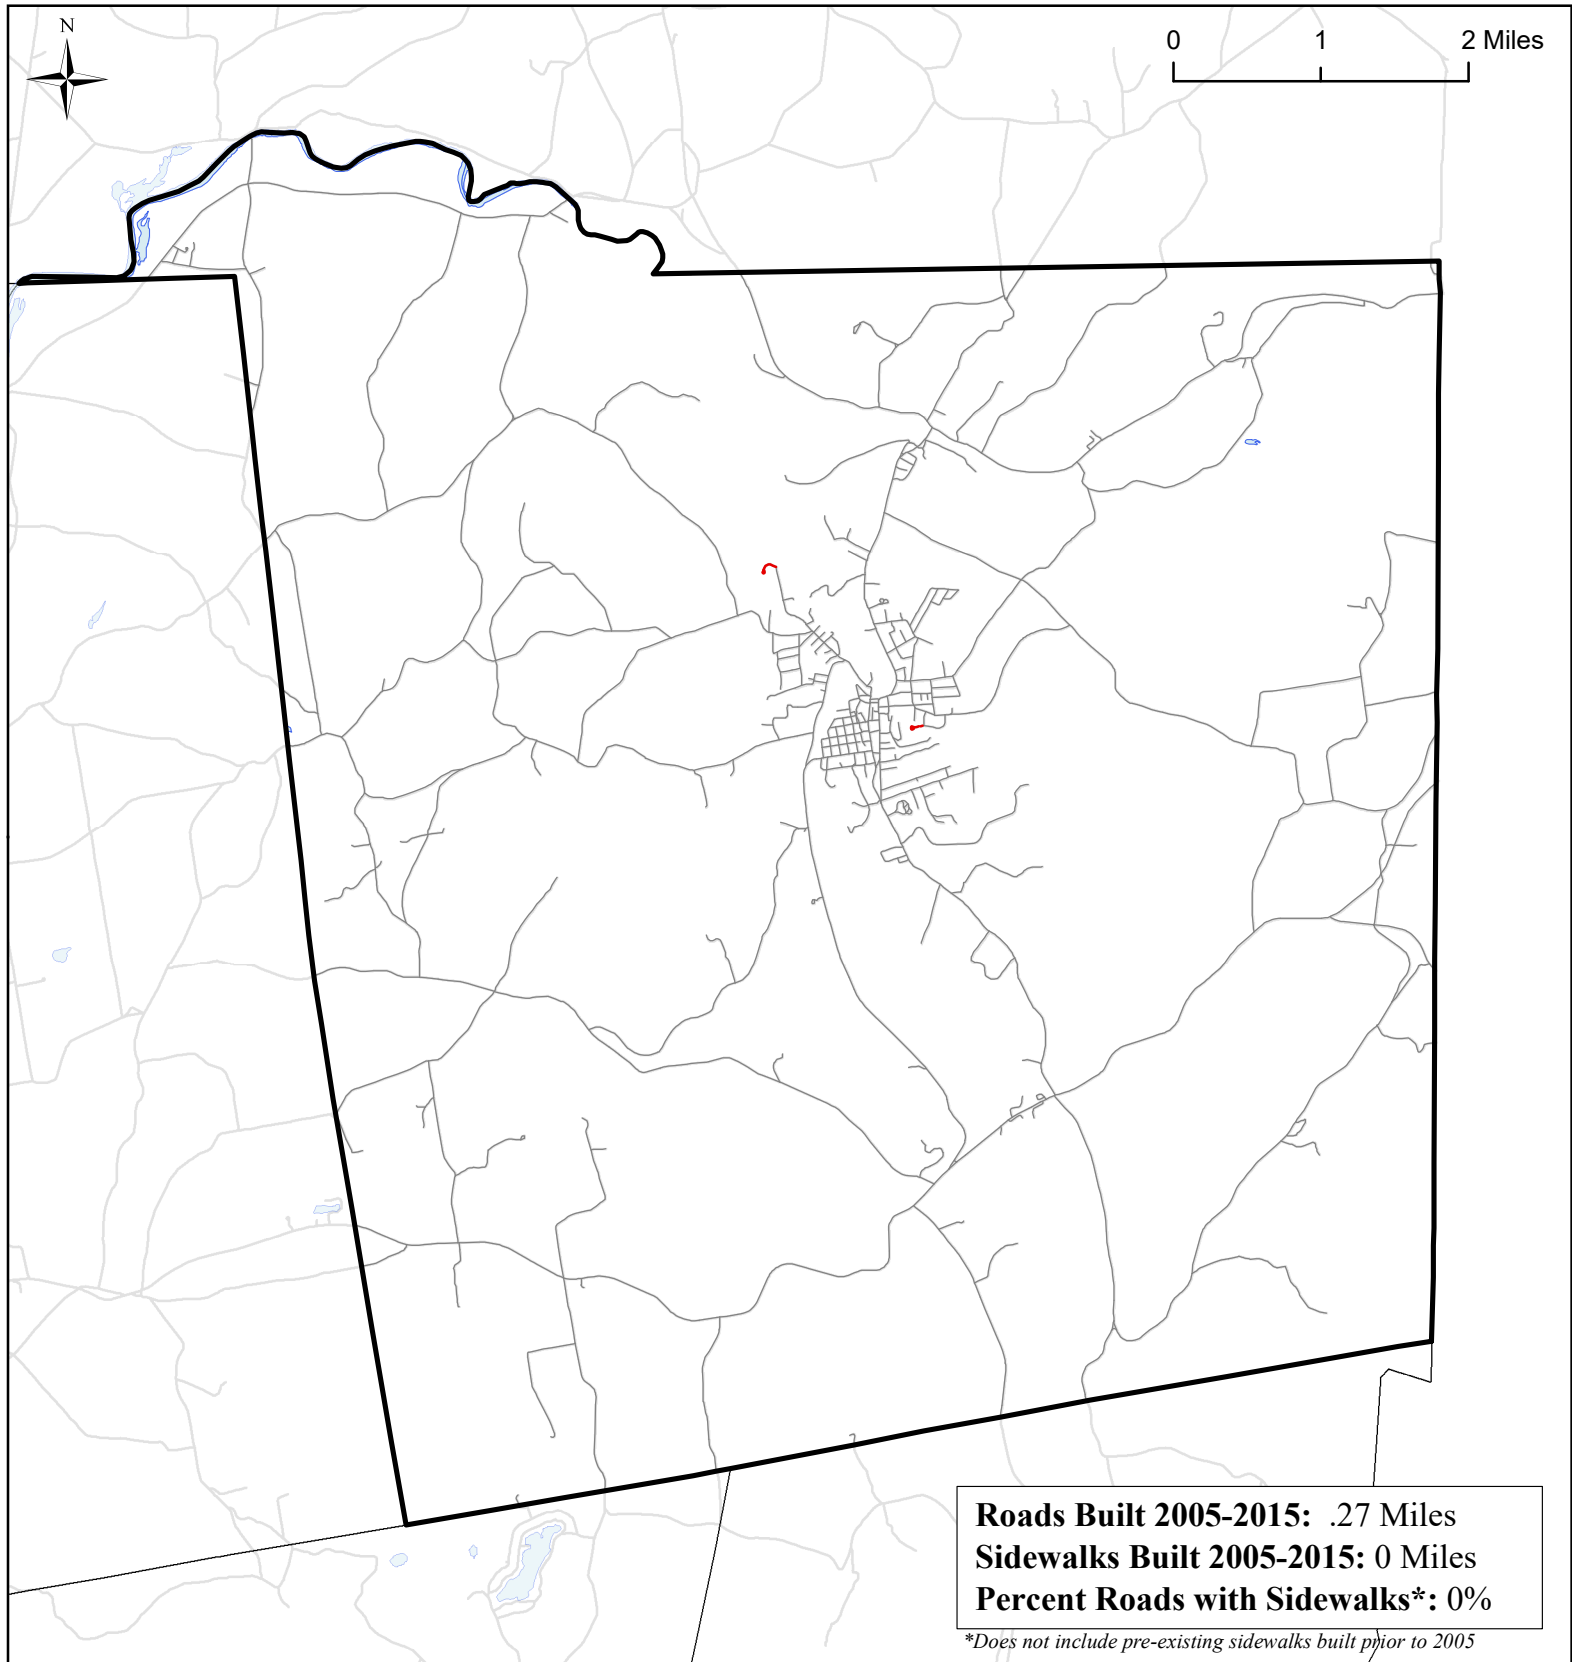 N
0 1 2 Miles
Roads Built 2005-2015: .27 Miles
Sidewalks Built 2005-2015: 0 Miles
Percent Roads with Sidewalks*: 0%
*Does not include pre-existing sidewalks built prior to 2005